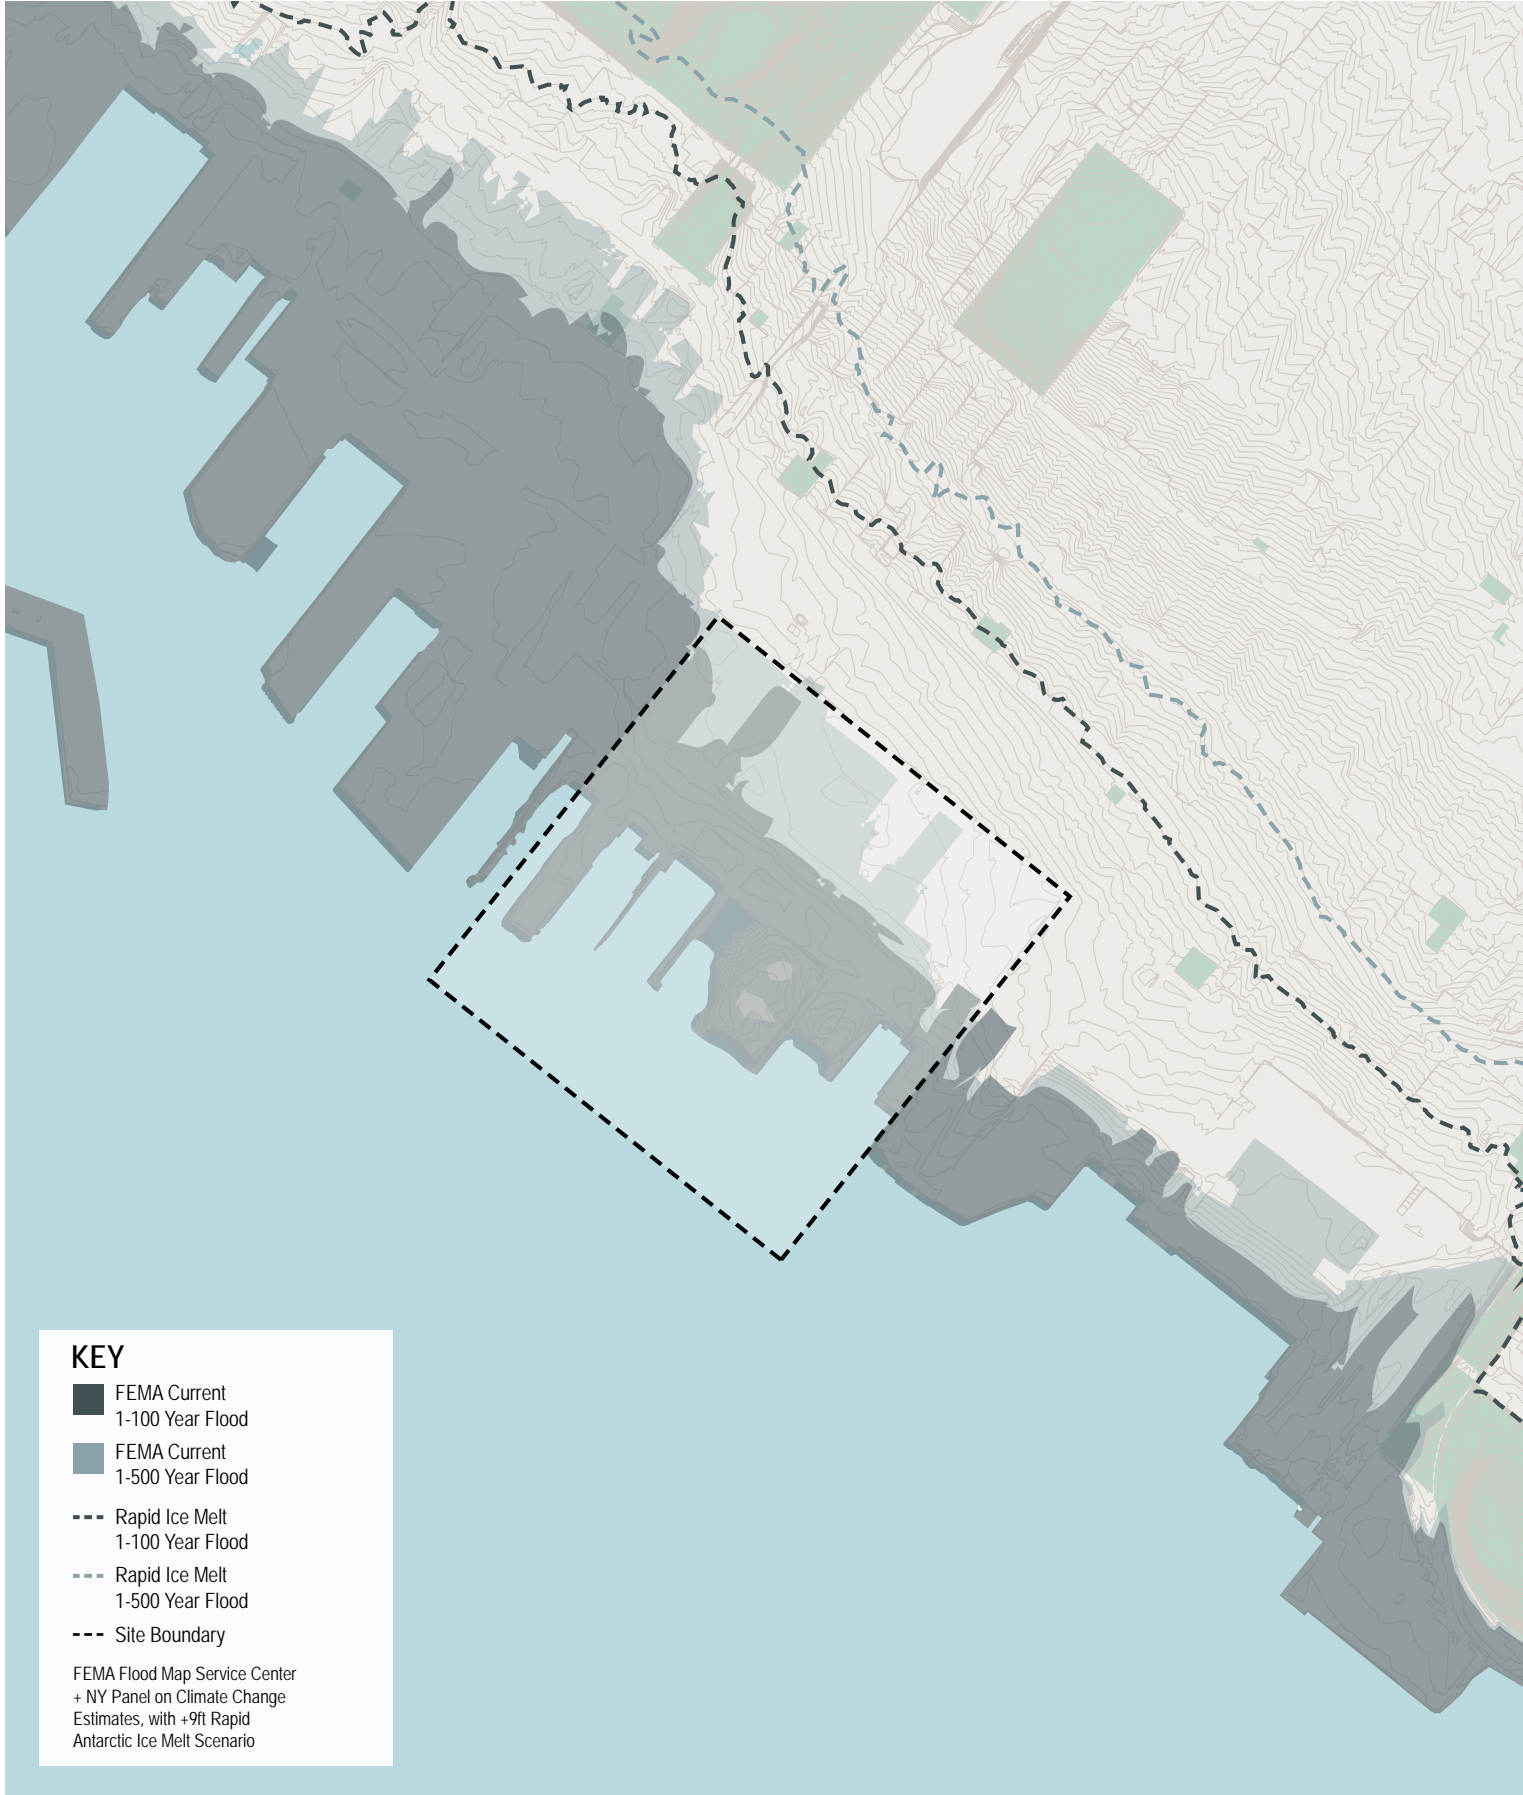 KEY
FEMA Current
1-100 Year Flood
FEMA Current
1-500 Year Flood
Rapid Ice Melt
1-100 Year Flood
Rapid Ice Melt
1-500 Year Flood
Site Boundary
FEMA Flood Map Service Center
+ NY Panel on Climate Change
Estimates, with +9ft Rapid
Antarctic Ice Melt Scenario